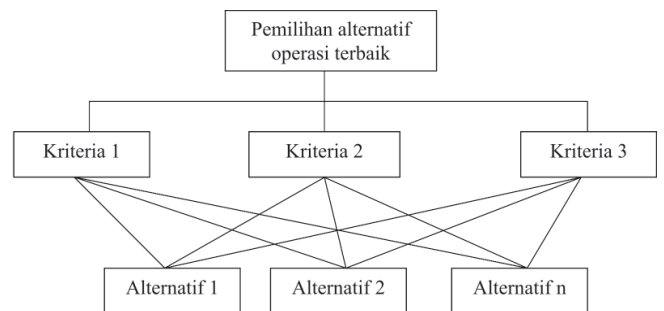 Pemilihan alternatif
operasi terbaik
Kriteria 1
Kriteria 2
Kriteria 3
Alternatif 1
Alternatif 2
Alternatif n